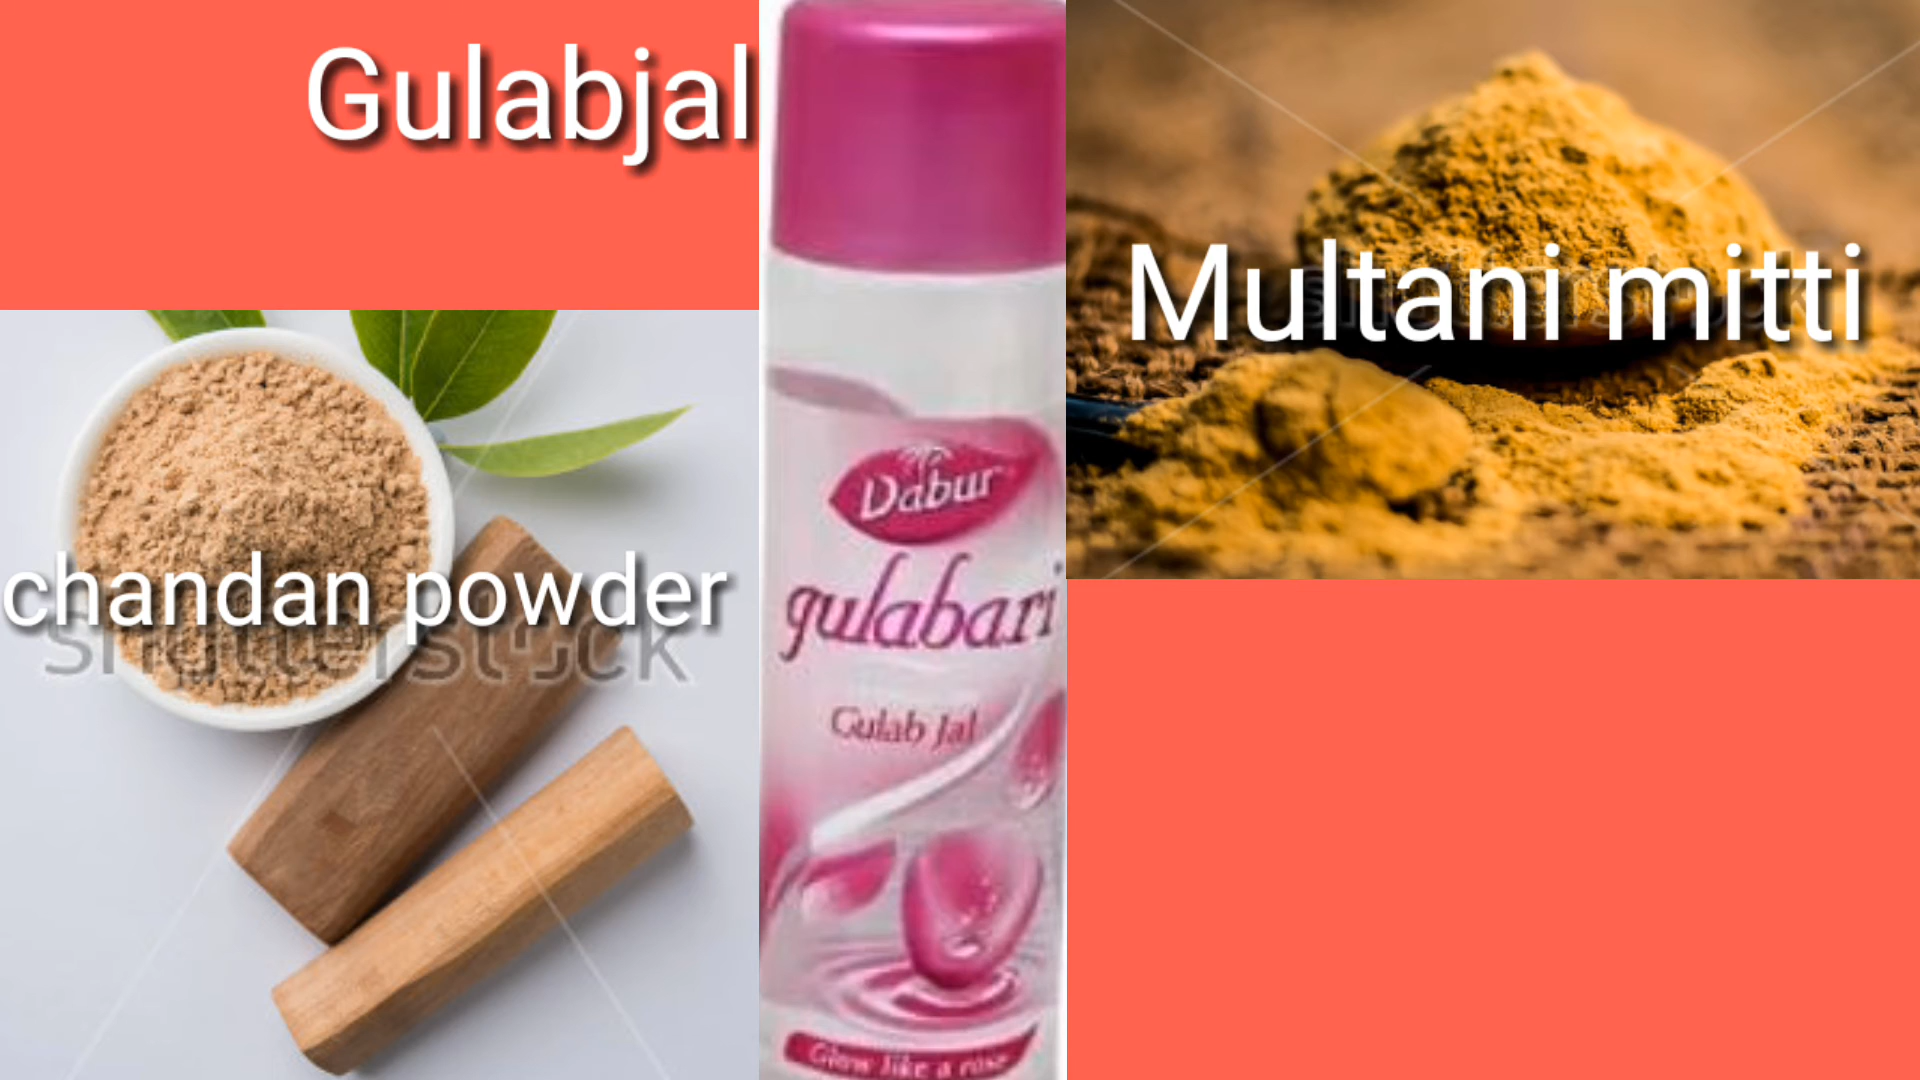 Gulabjal
Multani mitti
chandan powder
shutterstock
Dabur
gulabari
Gulab Jal
Glow like a rose